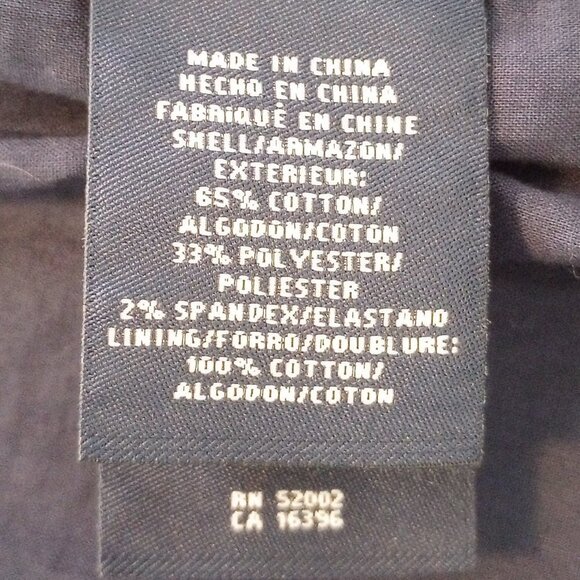 MADE IN CHINA
HECHO EN CHINA
FABRIQUÉ EN CHINE
SHELL/ARMAZON/
EXTERIEUR:
65% COTTON/
ALGODON/COTON
33% POLYESTER/
POLIESTER
2% SPANDEX/ELASTANO
LINING/FORRO/DOUBLURE:
100% COTTON/
ALGODON/COTON
RN 52002
CA 16396